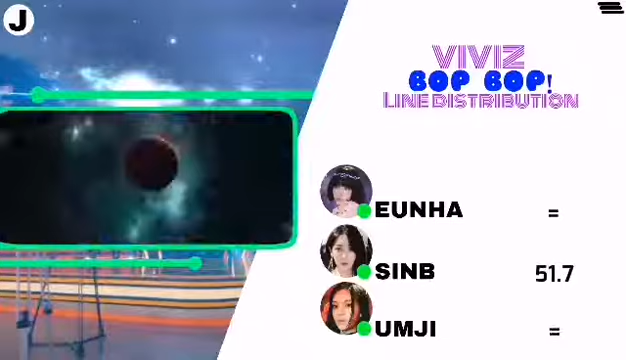 J
VIVIZ
BOP BOP!
LINE DISTRIBUTION
EUNHA =
SINB 51.7
UMJI =